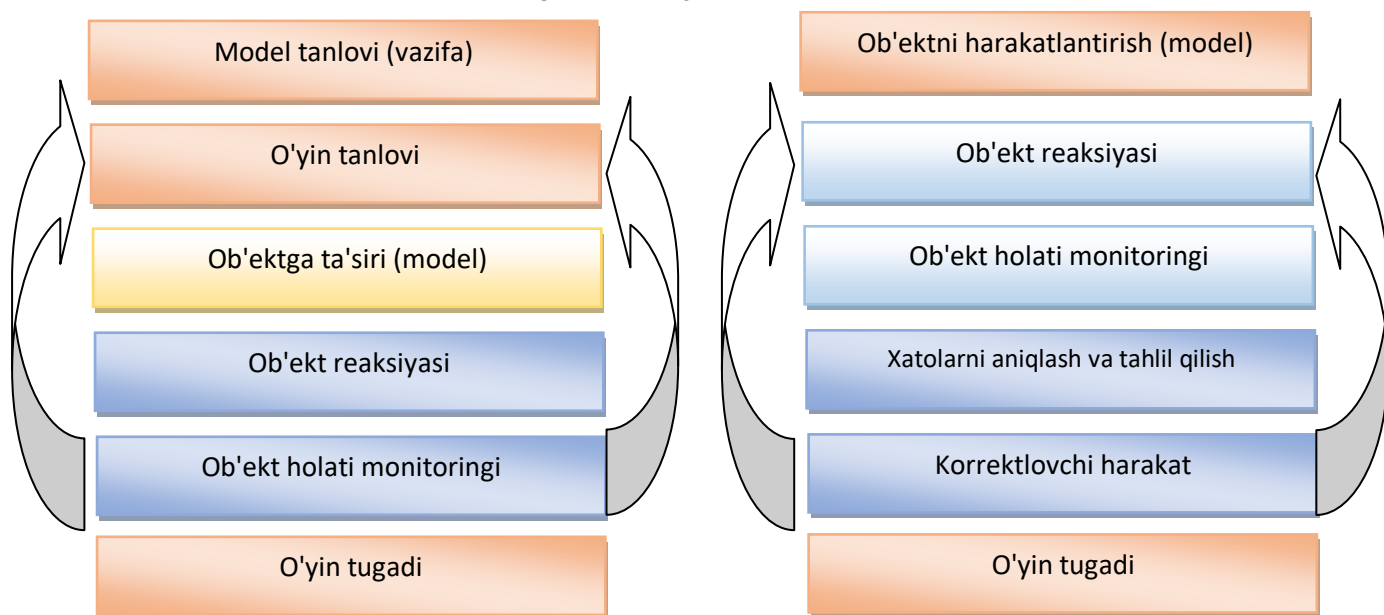 Model tanlovi (vazifa)
O'yin tanlovi
Ob'ektga ta'siri (model)
Ob'ekt reaksiyasi
Ob'ekt holati monitoringi
O'yin tugadi
Ob'ektni harakatlantirish (model)
Ob'ekt reaksiyasi
Ob'ekt holati monitoringi
Xatolarni aniqlash va tahlil qilish
Korrektlovchi harakat
O'yin tugadi